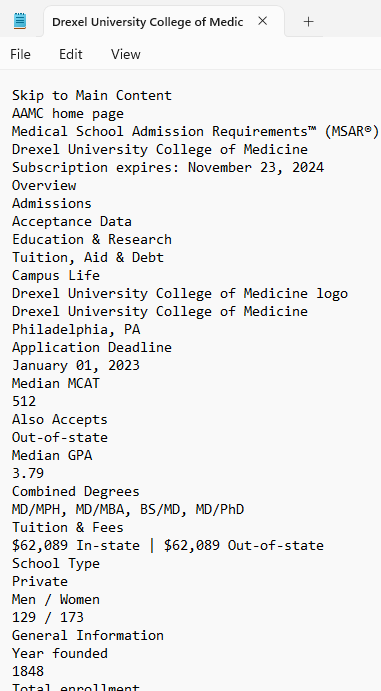 Drexel University College of Medic
File Edit View
Skip to Main Content
AAMC home page
Medical School Admission Requirements™ (MSAR®)
Drexel University College of Medicine
Subscription expires: November 23, 2024
Overview
Admissions
Acceptance Data
Education & Research
Tuition, Aid & Debt
Campus Life
Drexel University College of Medicine logo
Drexel University College of Medicine
Philadelphia, PA
Application Deadline
January 01, 2023
Median MCAT
512
Also Accepts
Out-of-state
Median GPA
3.79
Combined Degrees
MD/MPH, MD/MBA, BS/MD, MD/PhD
Tuition & Fees
$62,089 In-state | $62,089 Out-of-state
School Type
Private
Men / Women
129 / 173
General Information
Year founded
1848
Total enrollment